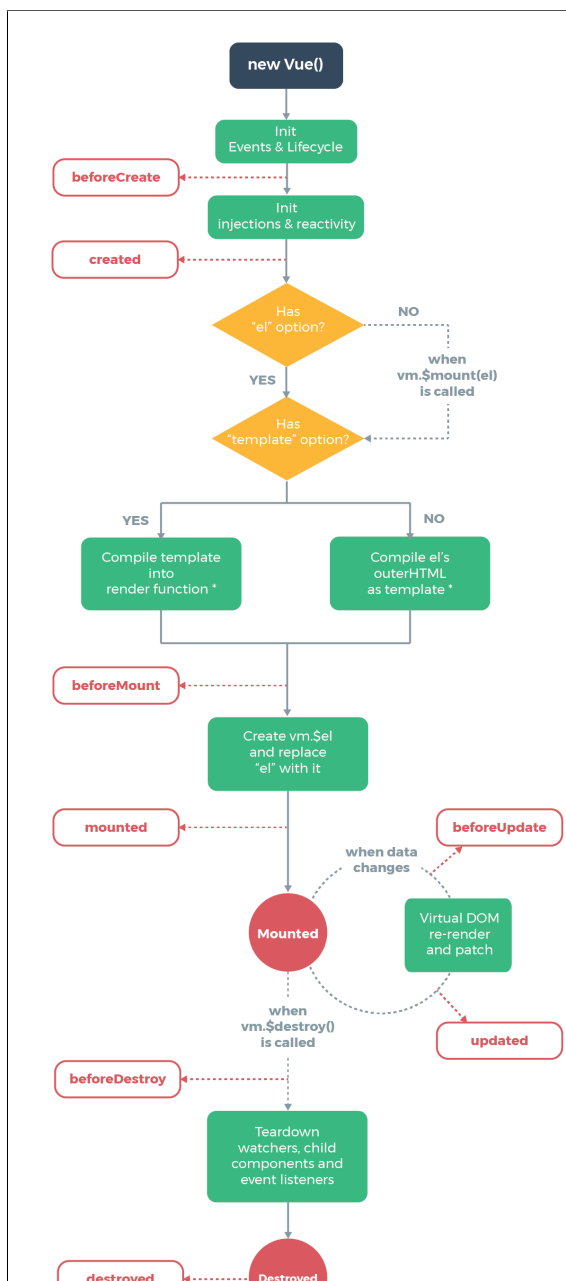 new Vue()
Init
Events & Lifecycle
beforeCreate
Init
injections & reactivity
created
Has
"el" option?
NO
when
vm.$mount(el)
is called
YES
Has
"template" option?
YES
NO
Compile template
into
render function *
Compile el's
outerHTML
as template *
beforeMount
Create vm.$el
and replace
"el" with it
mounted
beforeUpdate
when data
changes
Mounted
Virtual DOM
re-render
and patch
when
vm.$destroy()
is called
updated
beforeDestroy
Teardown
watchers, child
components and
event listeners
destroyed
Destroyed